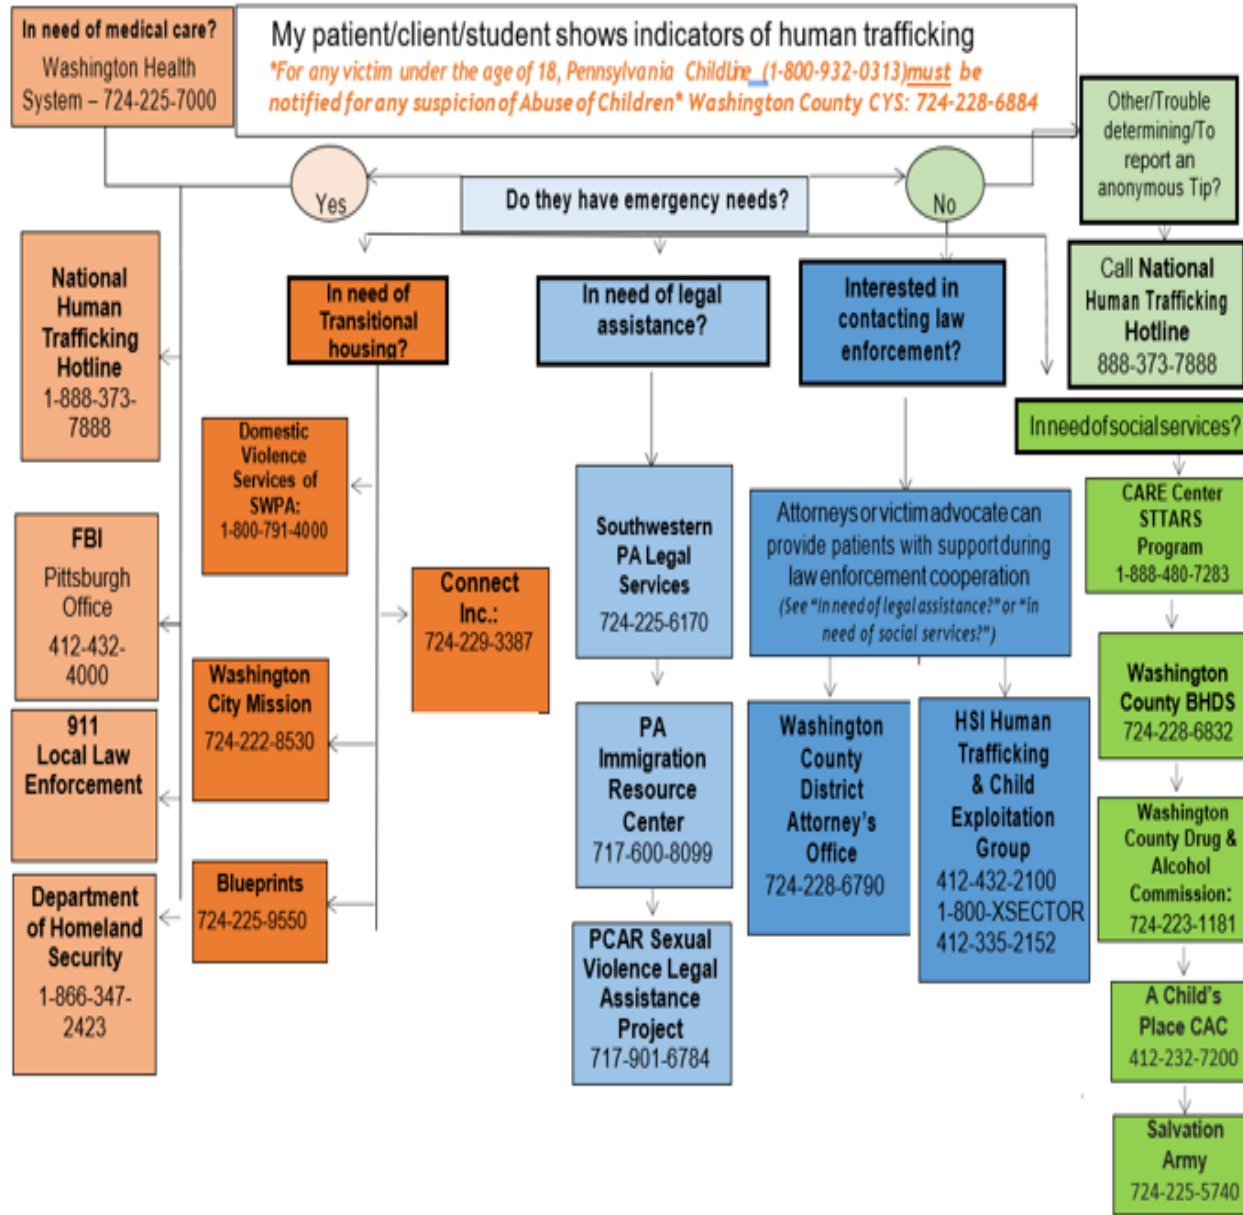 In need of medical care?
Washington Health
System – 724-225-7000
My patient/client/student shows indicators of human trafficking
*For any victim under the age of 18, Pennsylvania ChildLine (1-800-932-0313)must be
notified for any suspicion of Abuse of Children* Washington County CYS: 724-228-6884
Other/Trouble
determining/To
report an
anonymous Tip?
Yes
Do they have emergency needs?
No
National
Human
Trafficking
Hotline
1-888-373-
7888
FBI
Pittsburgh
Office
412-432-
4000
911
Local Law
Enforcement
Department
of Homeland
Security
1-866-347-
2423
In need of
Transitional
housing?
Domestic
Violence
Services of
SWPA:
1-800-791-4000
Connect
Inc.:
724-229-3387
Washington
City Mission
724-222-8530
Blueprints
724-225-9550
In need of legal
assistance?
Southwestern
PA Legal
Services
724-225-6170
PA
Immigration
Resource
Center
717-600-8099
PCAR Sexual
Violence Legal
Assistance
Project
717-901-6784
Interested in
contacting law
enforcement?
Attorneys or victim advocate can
provide patients with support during
law enforcement cooperation
(See "In need of legal assistance?" or "in
need of social services?")
Washington
County
District
Attorney's
Office
724-228-6790
HSI Human
Trafficking
& Child
Exploitation
Group
412-432-2100
1-800-XSECTOR
412-335-2152
Call National
Human Trafficking
Hotline
888-373-7888
In need of social services?
CARE Center
STTARS
Program
1-888-480-7283
Washington
County BHDS
724-228-6832
Washington
County Drug &
Alcohol
Commission:
724-223-1181
A Child's
Place CAC
412-232-7200
Salvation
Army
724-225-5740